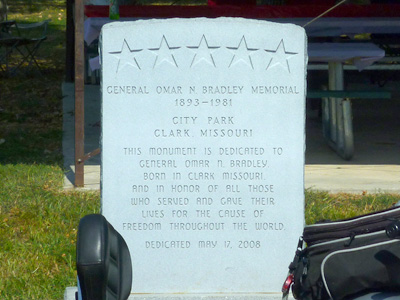 GENERAL OMAR N. BRADLEY MEMORIAL
1893-1981
CITY PARK
CLARK, MISSOURI
THIS MONUMENT IS DEDICATED TO
GENERAL OMAR N. BRADLEY
BORN IN CLARK MISSOURI.
AND IN HONOR OF ALL THOSE
WHO SERVED AND GAVE THEIR
LIVES FOR THE CAUSE OF
FREEDOM THROUGHOUT THE WORLD.
DEDICATED MAY 17, 2008